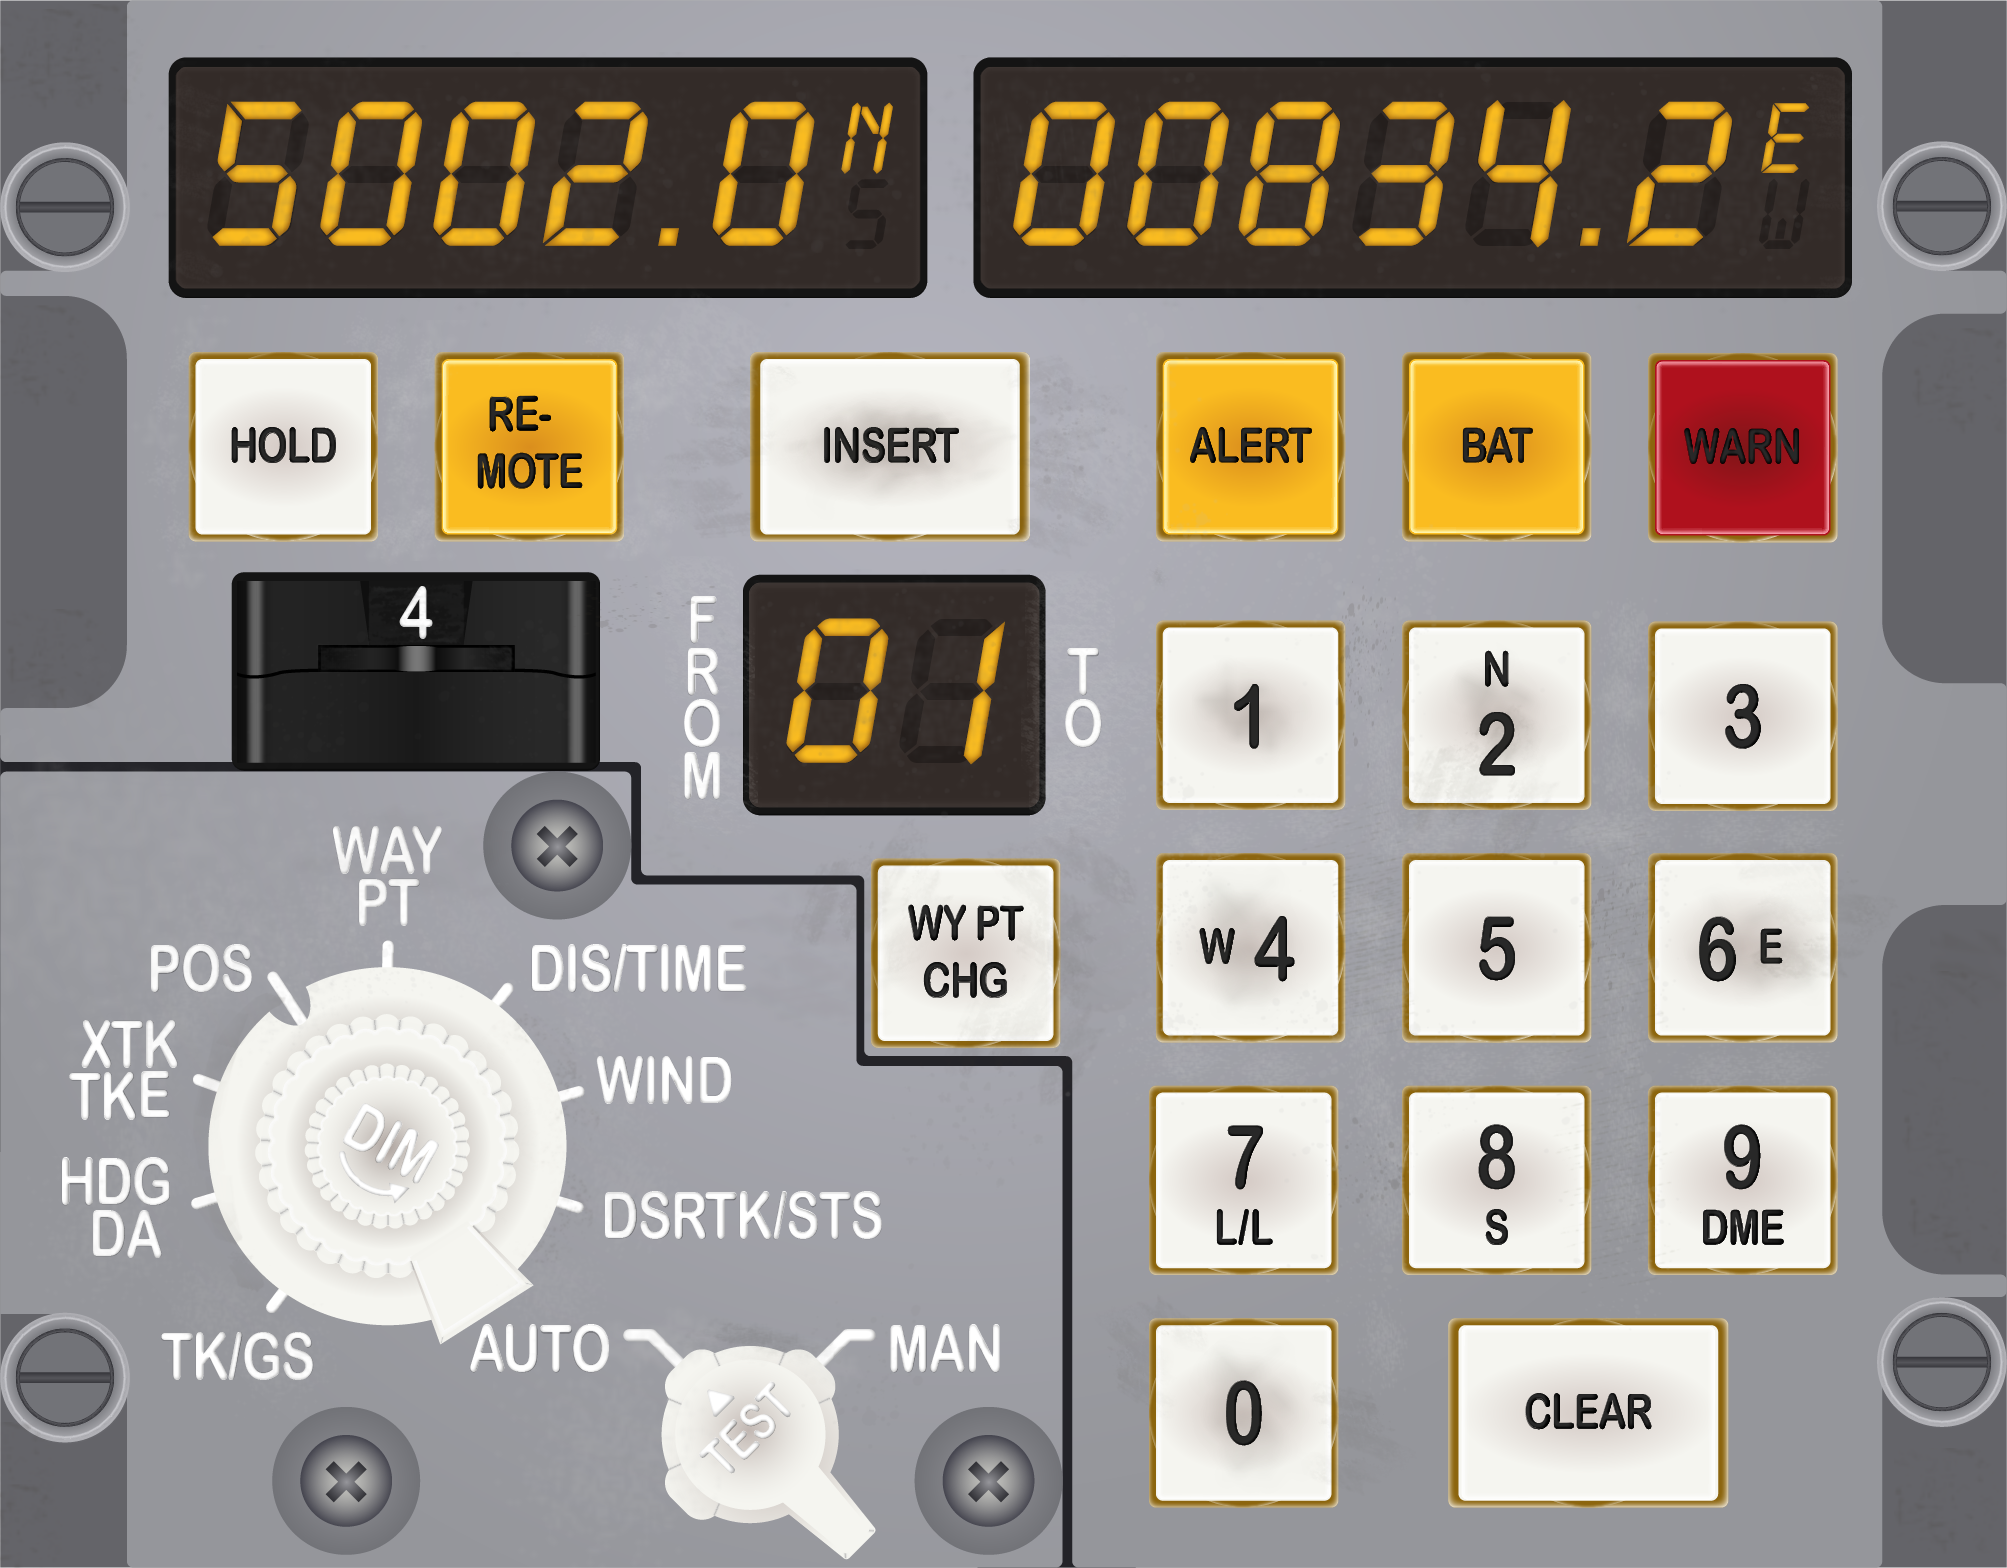 5002.0 N
00834.2 E
HOLD
RE-
MOTE
INSERT
ALERT
BAT
WARN
4
FROM
01
TO
1
N
2
3
WAY
PT
POS
DIS/TIME
XTK
TKE
WIND
HDG
DA
DSRTK/STS
TK/GS
DIM
WY PT
CHG
W 4
5
6 E
7
L/L
8
S
9
DME
AUTO
MAN
TEST
0
CLEAR